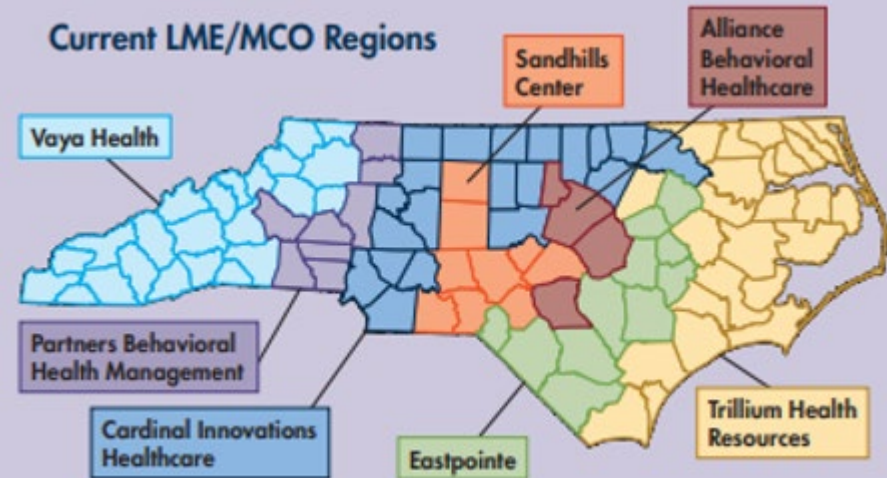 Current LME/MCO Regions
Sandhills
Center
Alliance
Behavioral
Healthcare
Vaya Health
Partners Behavioral
Health Management
Cardinal Innovations
Healthcare
Eastpointe
Trillium Health
Resources